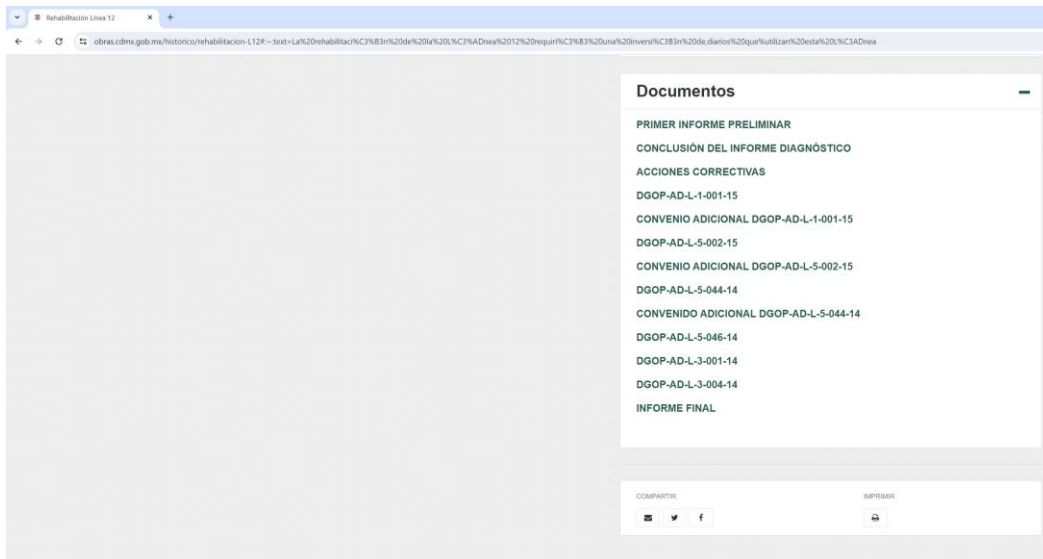 Rehabilitación Línea 12
obras.cdmx.gob.mx/historico/rehabilitacion-L12#:~:text=La%20rehabilitaci%C3%B3n%20de%20la%20L%C3%ADnea%2012%20requiri%C3%B3%20una%20inversi%C3B3n%20de,diarios%20que%utilizan%20esta%20L%C3ADnea
Documentos
PRIMER INFORME PRELIMINAR
CONCLUSIÓN DEL INFORME DIAGNÓSTICO
ACCIONES CORRECTIVAS
DGOP-AD-L-1-001-15
CONVENIO ADICIONAL DGOP-AD-L-1-001-15
DGOP-AD-L-5-002-15
CONVENIO ADICIONAL DGOP-AD-L-5-002-15
DGOP-AD-L-5-044-14
CONVENIDO ADICIONAL DGOP-AD-L-5-044-14
DGOP-AD-L-5-046-14
DGOP-AD-L-3-001-14
DGOP-AD-L-3-004-14
INFORME FINAL
COMPARTIR IMPRIMIR